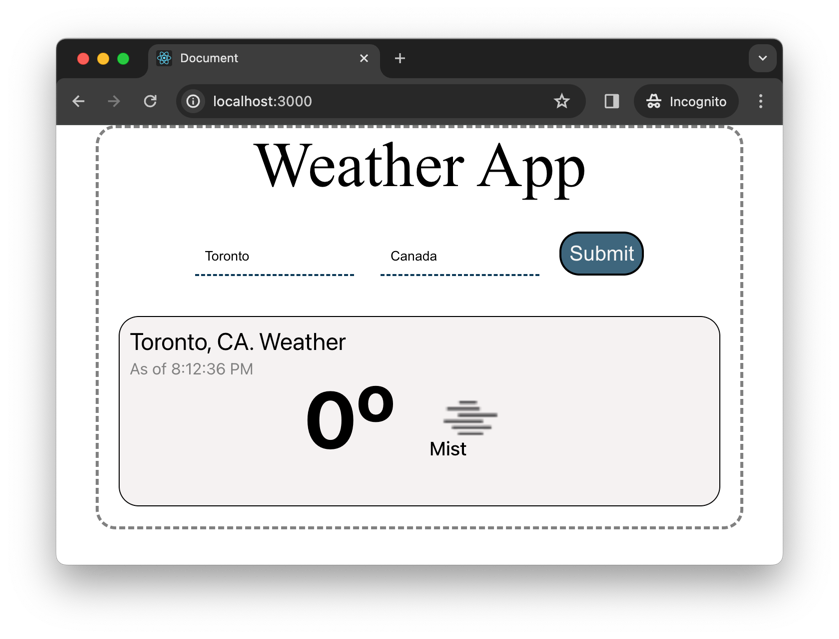 Document
localhost:3000
Incognito
Weather App
Toronto
Canada
Submit
Toronto, CA. Weather
As of 8:12:36 PM
0º
Mist